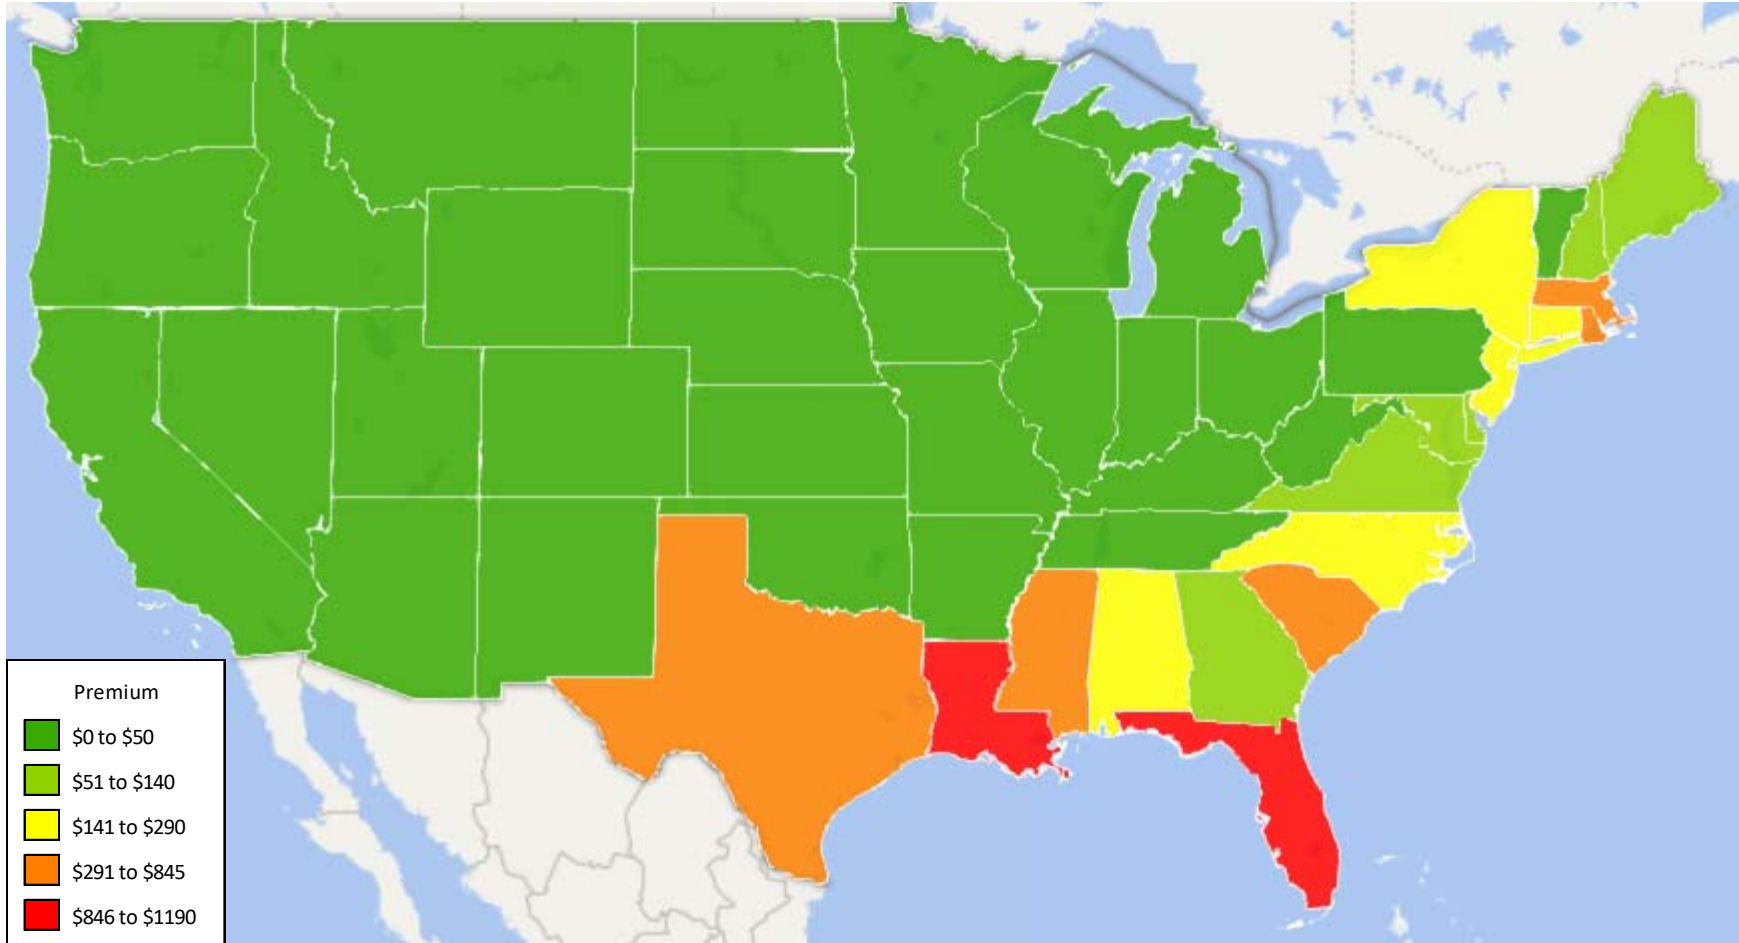 Premium
$0 to $50
$51 to $140
$141 to $290
$291 to $845
$846 to $1190